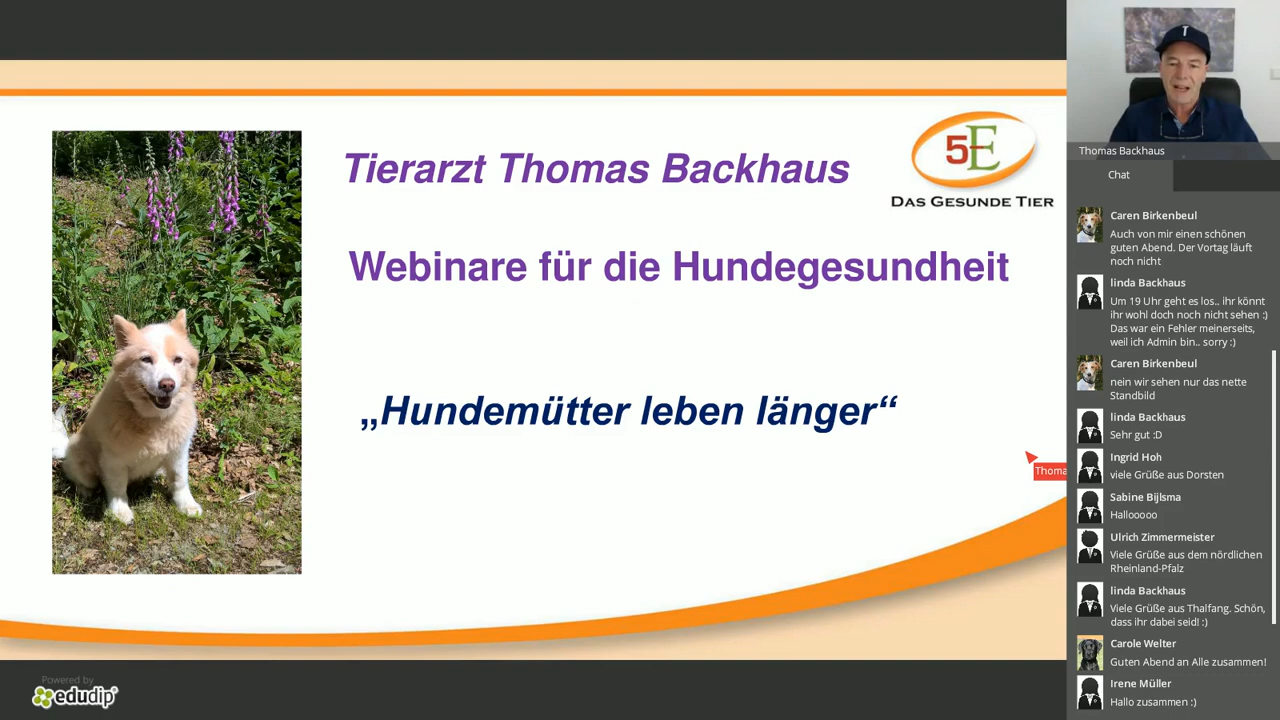 Tierarzt Thomas Backhaus
5E
DAS GESUNDE TIER
Webinare für die Hundegesundheit
„Hundemütter leben länger“
Thoma
Powered by
edudip
T
Thomas Backhaus
Chat
Caren Birkenbeul
Auch von mir einen schönen
guten Abend. Der Vortag läuft
noch nicht
linda Backhaus
Um 19 Uhr geht es los.. ihr könnt
ihr wohl doch noch nicht sehen :)
Das war ein Fehler meinerseits,
weil ich Admin bin.. sorry :)
Caren Birkenbeul
nein wir sehen nur das nette
Standbild
linda Backhaus
Sehr gut :D
Ingrid Hoh
viele Grüße aus Dorsten
Sabine Bijlsma
Hallooooo
Ulrich Zimmermeister
Viele Grüße aus dem nördlichen
Rheinland-Pfalz
linda Backhaus
Viele Grüße aus Thalfang. Schön,
dass ihr dabei seid! :)
Carole Welter
Guten Abend an Alle zusammen!
Irene Müller
Hallo zusammen :)